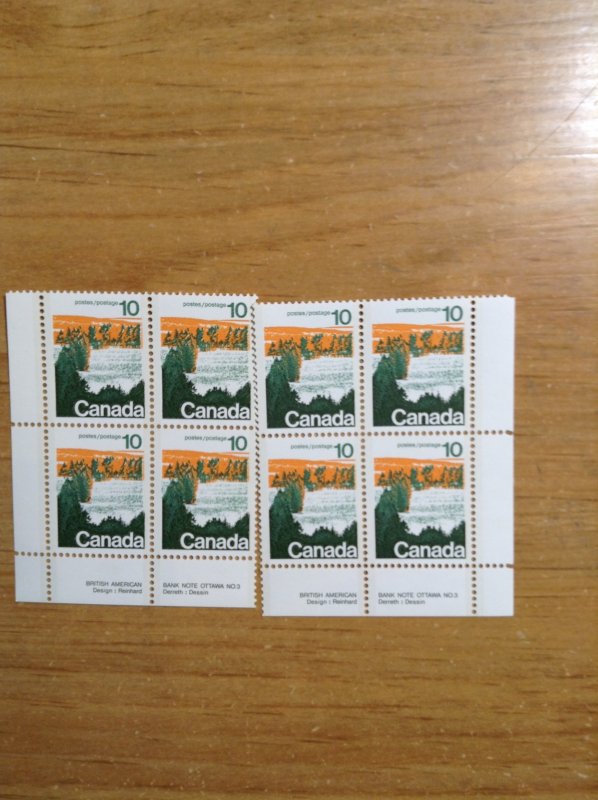 postes/postage 10
Canada
postes/postage 10
Canada
postes/postage 10
Canada
postes/postage 10
Canada
BRITISH AMERICAN
Design : Reinhard
BANK NOTE OTTAWA NO.3
Derreth : Dessin
postes/postage 10
Canada
postes/postage 10
Canada
postes/postage 10
Canada
postes/postage 10
Canada
BRITISH AMERICAN
Design : Reinhard
BANK NOTE OTTAWA NO.3
Derreth : Dessin